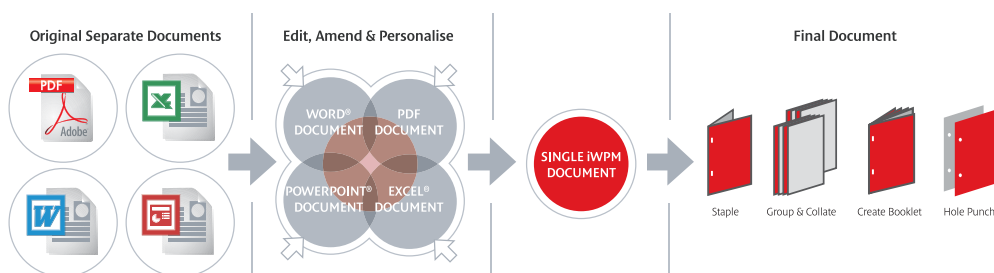 Original Separate Documents
Edit, Amend & Personalise
Final Document
PDF
Adobe
X
W
P
WORD®
DOCUMENT
PDF
DOCUMENT
POWERPOINT®
DOCUMENT
EXCEL®
DOCUMENT
SINGLE iWPM
DOCUMENT
Staple
Group & Collate
Create Booklet
Hole Punch